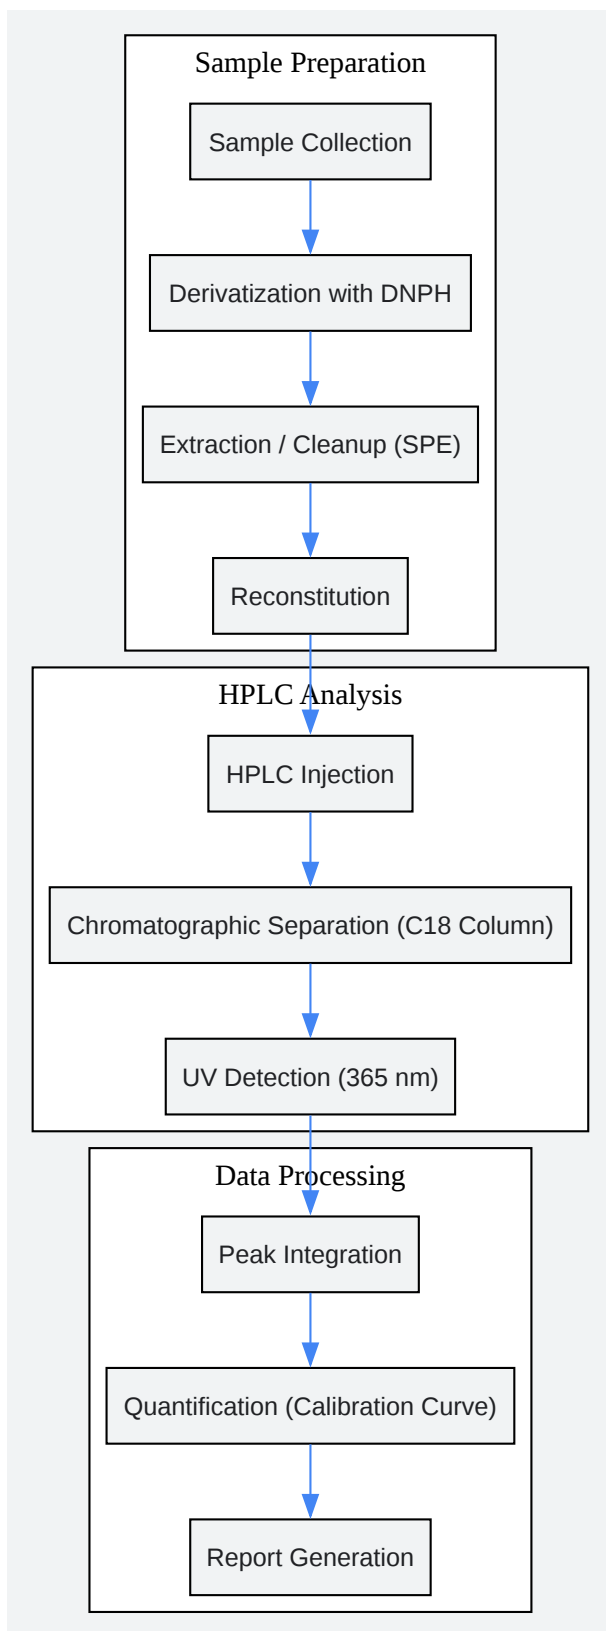 Sample Preparation
Sample Collection
Derivatization with DNPH
Extraction / Cleanup (SPE)
Reconstitution
HPLC Analysis
HPLC Injection
Chromatographic Separation (C18 Column)
UV Detection (365 nm)
Data Processing
Peak Integration
Quantification (Calibration Curve)
Report Generation